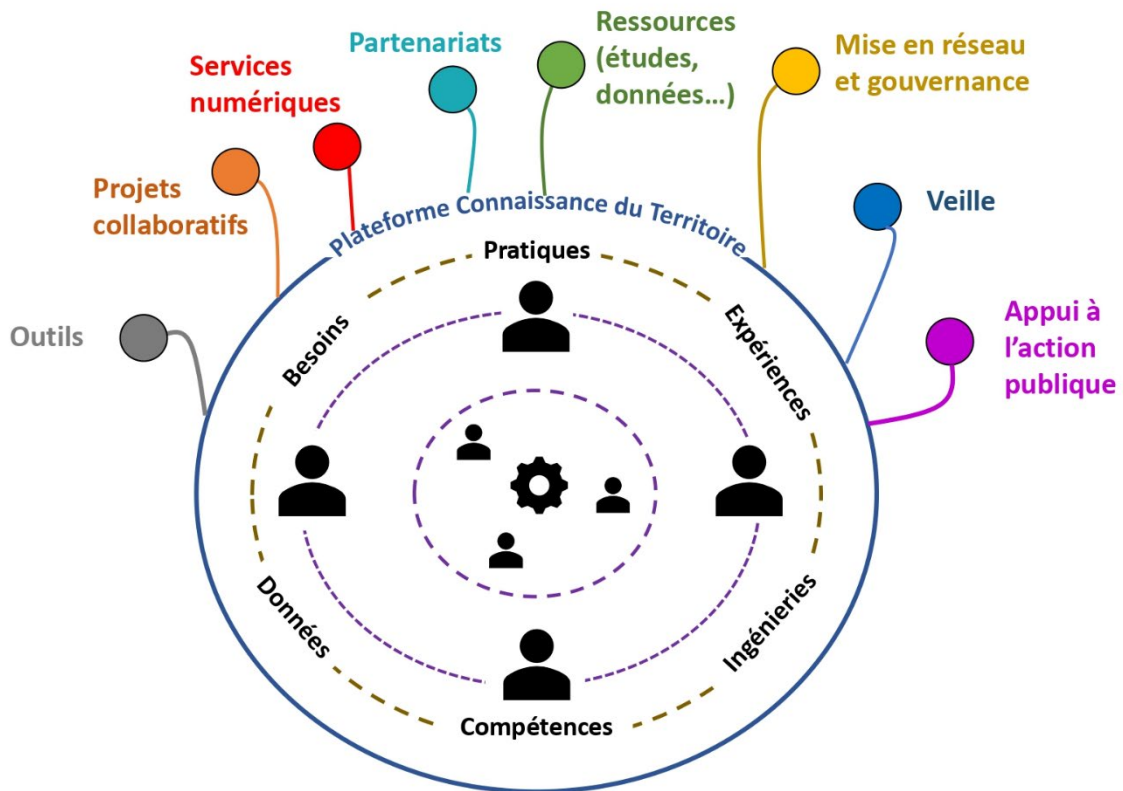 Ressources
(études,
données...)
Partenariats
Mise en réseau
et gouvernance
Services
numériques
Projets
collaboratifs
Veille
Plateforme Connaissance du Territoire
Pratiques
Outils
Besoins
Expériences
Appui à
l'action
publique
Données
Ingénieries
Compétences